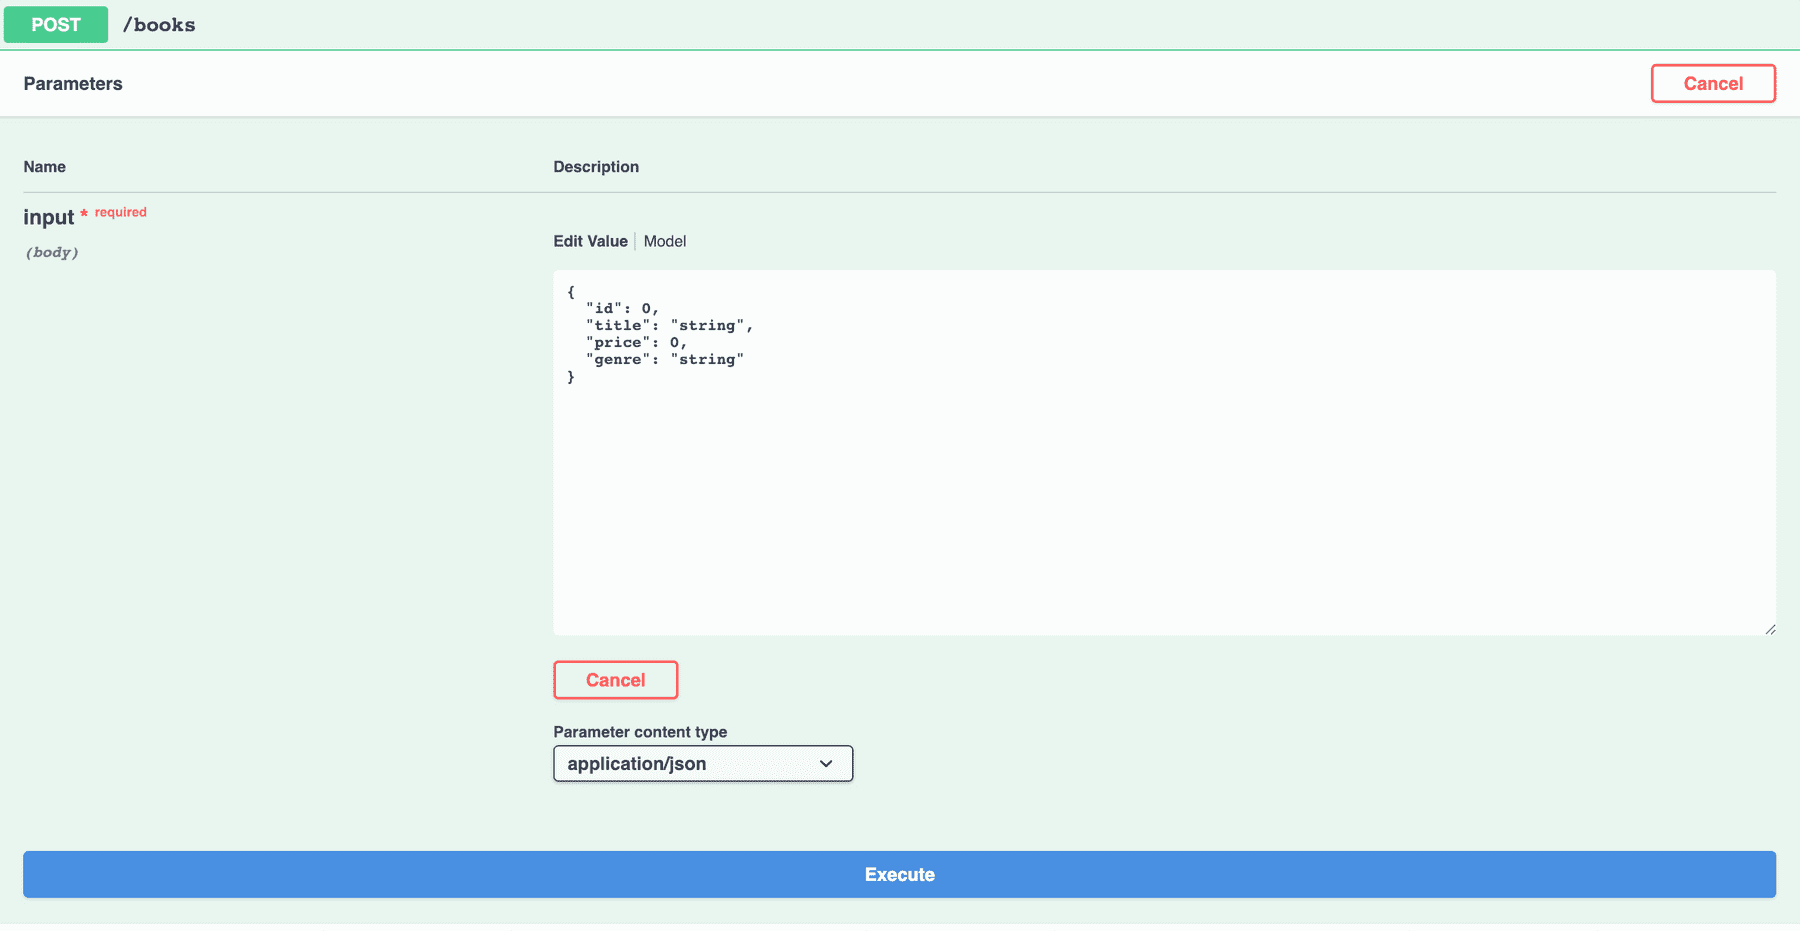 POST /books
Parameters Cancel
Name Description
input * required
(body)
Edit Value Model
{
  "id": 0,
  "title": "string",
  "price": 0,
  "genre": "string"
}
Cancel
Parameter content type
application/json
Execute